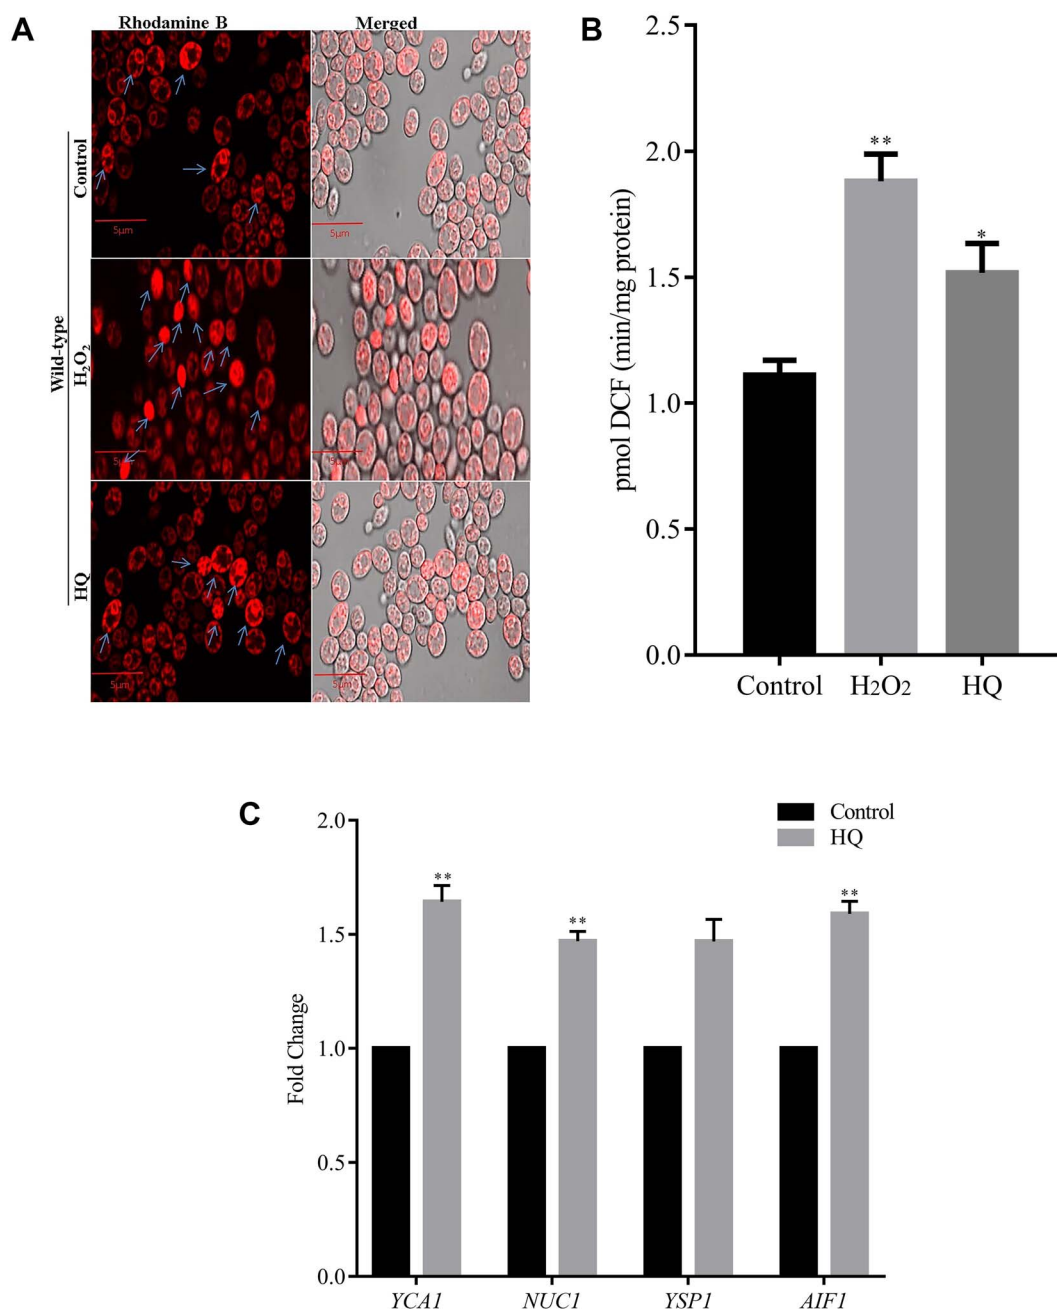 A
Rhodamine B
Merged
Wild-type
Control
5µm
5µm
H₂O₂
5µm
5µm
HQ
5µm
5µm
B
pmol DCF (min/mg protein)
2.5
2.0
1.5
1.0
0.5
0.0
**
*
Control H₂O₂ HQ
C
Control
HQ
Fold Change
2.0
1.5
1.0
0.5
0.0
** ** **
YCA1 NUC1 YSP1 AIF1